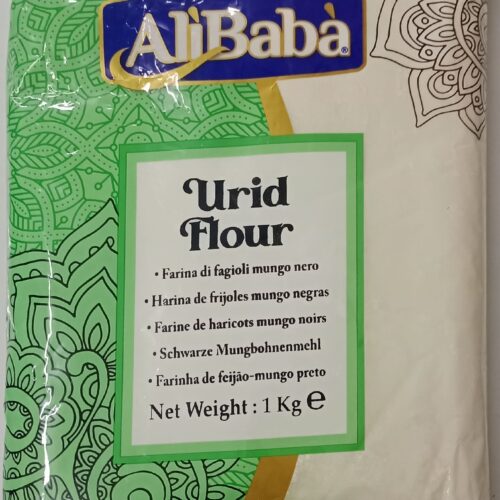 AlìBabà®
Urid
Flour
• Farina di fagioli mungo nero
• Harina de frijoles mungo negras
• Farine de haricots mungo noirs
• Schwarze Mungbohnenmehl
• Farinha de feijão-mungo preto
Net Weight : 1 Kg ℮